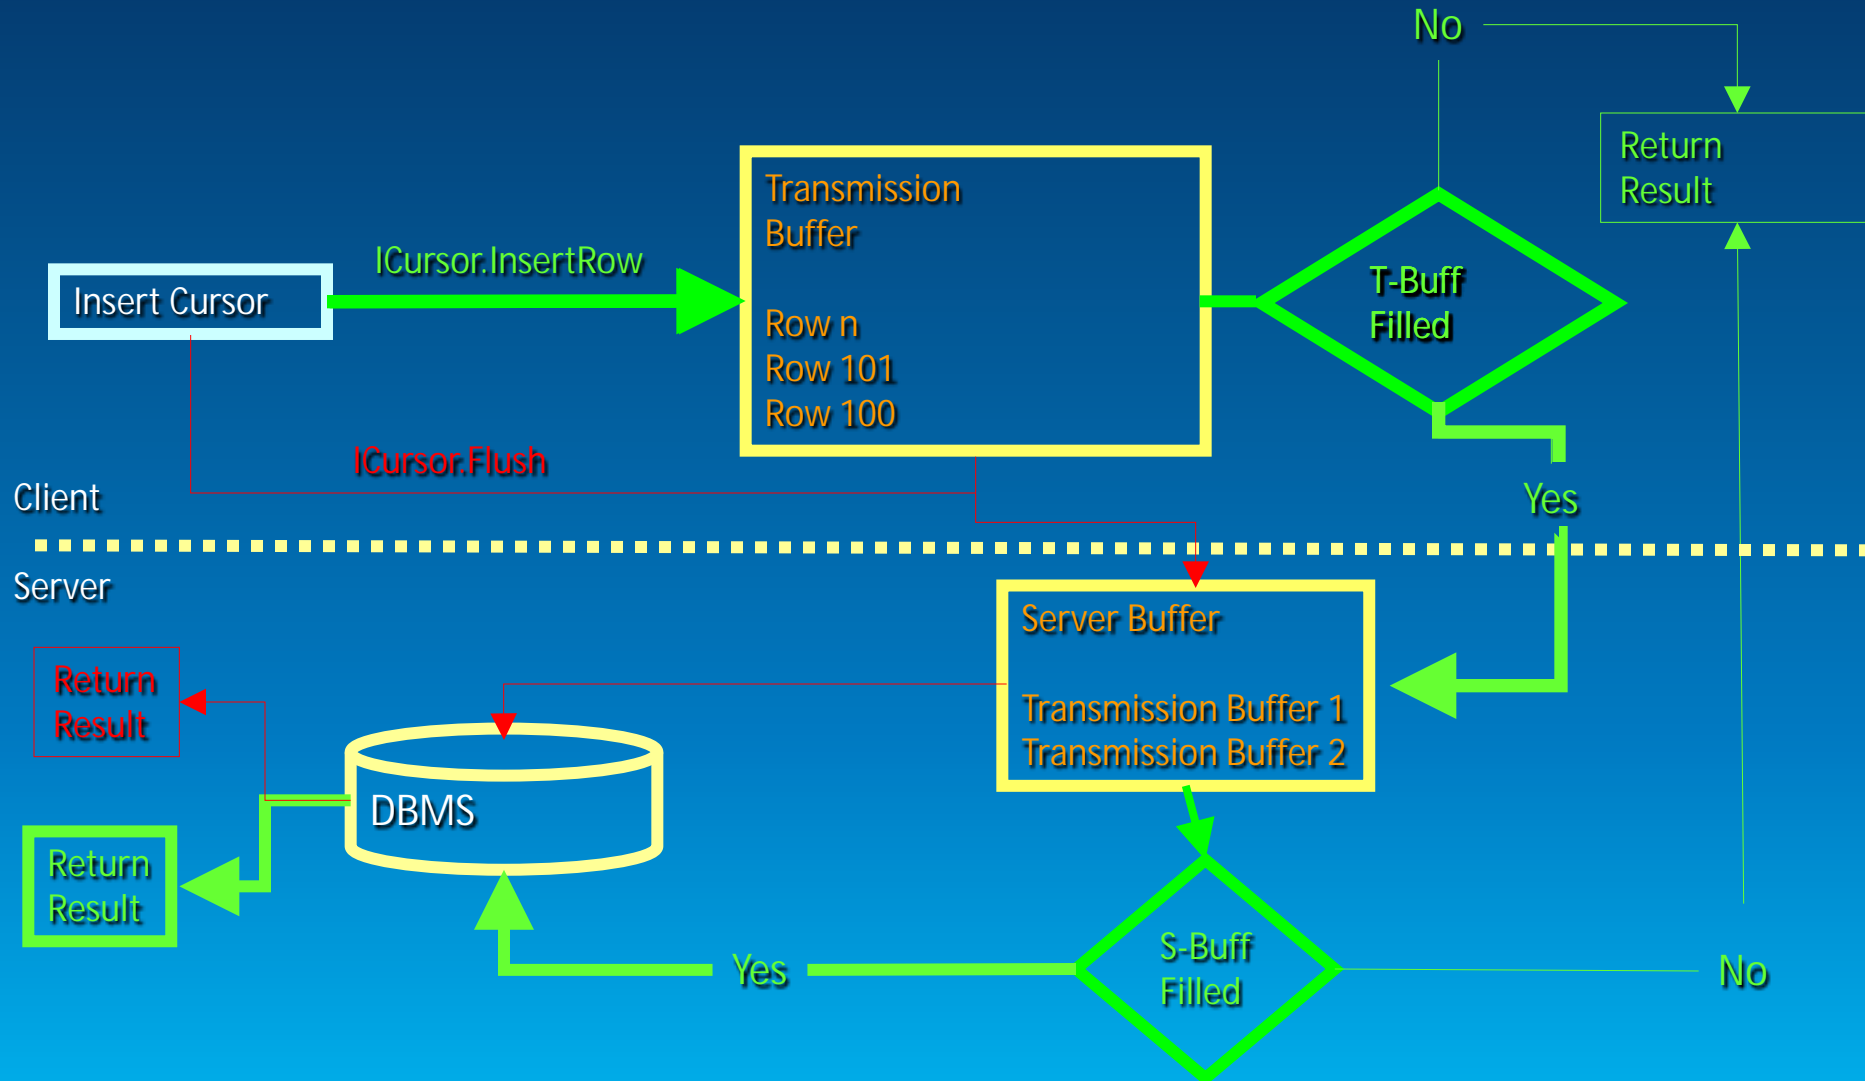 No
Return
Result
Transmission
Buffer
ICursor.InsertRow
Insert Cursor
T-Buff
Filled
Row n
Row 101
Row 100
ICursor.Flush
Client
Yes
Server
Server Buffer
Return
Result
Transmission Buffer 1
Transmission Buffer 2
DBMS
Return
Result
Yes
S-Buff
Filled
No